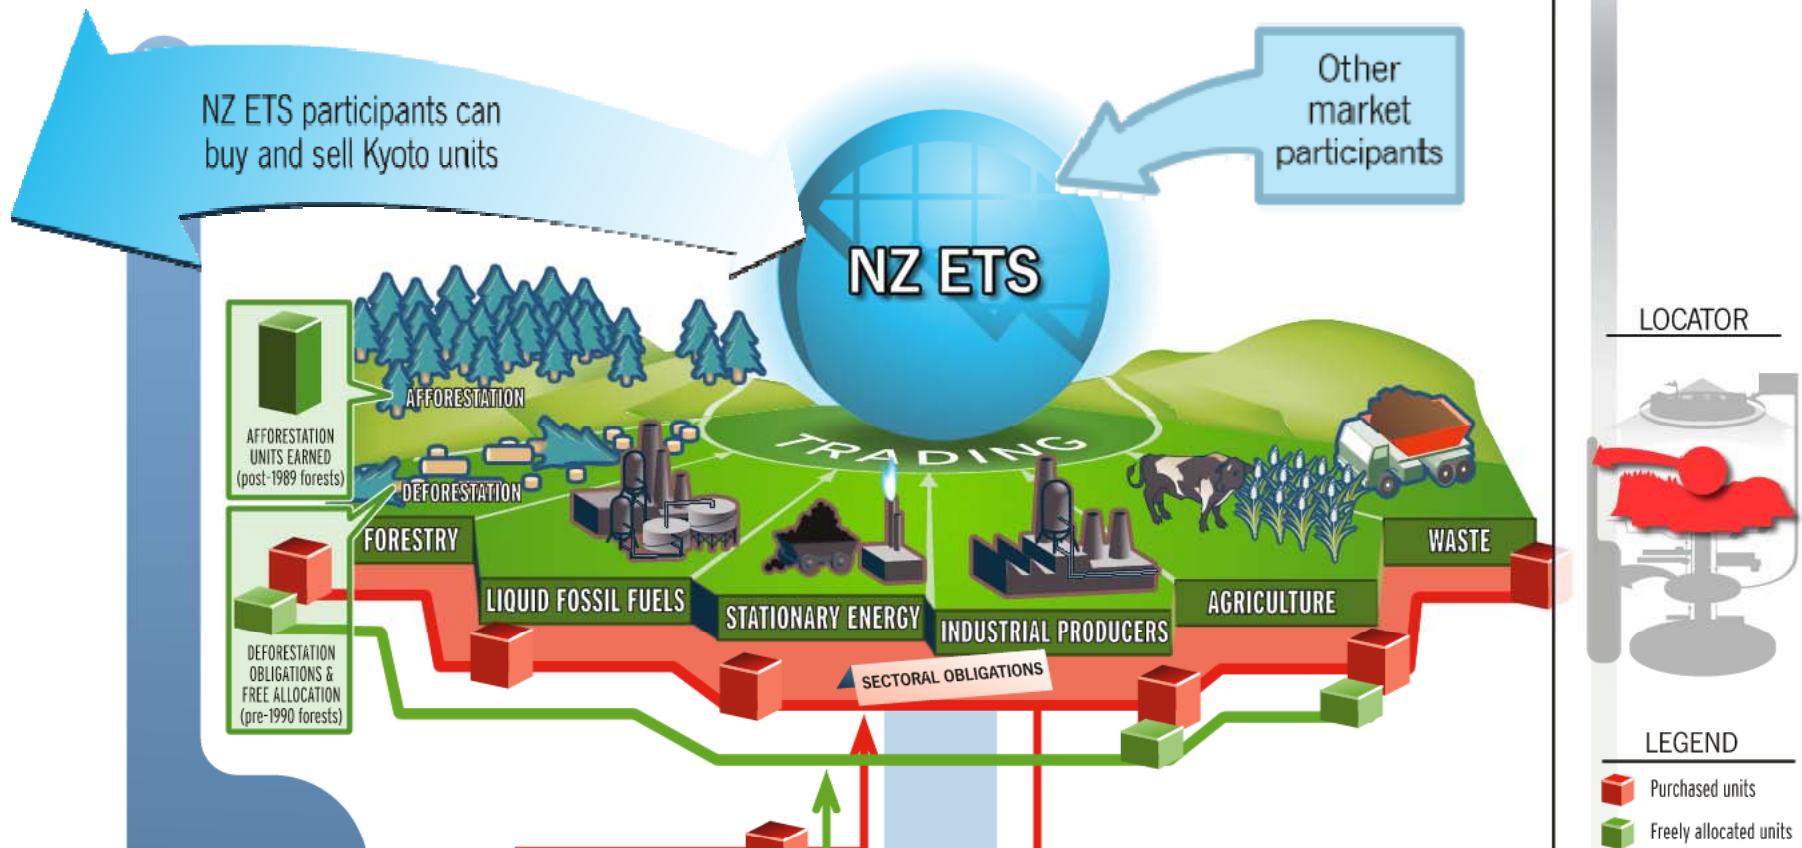 NZ ETS participants can
buy and sell Kyoto units
Other
market
participants
NZ ETS
TRADING
AFFORESTATION
UNITS EARNED
(post-1989 forests)
AFFORESTATION
DEFORESTATION
DEFORESTATION
OBLIGATIONS &
FREE ALLOCATION
(pre-1990 forests)
FORESTRY
LIQUID FOSSIL FUELS
STATIONARY ENERGY
INDUSTRIAL PRODUCERS
AGRICULTURE
WASTE
SECTORAL OBLIGATIONS
LOCATOR
LEGEND
Purchased units
Freely allocated units